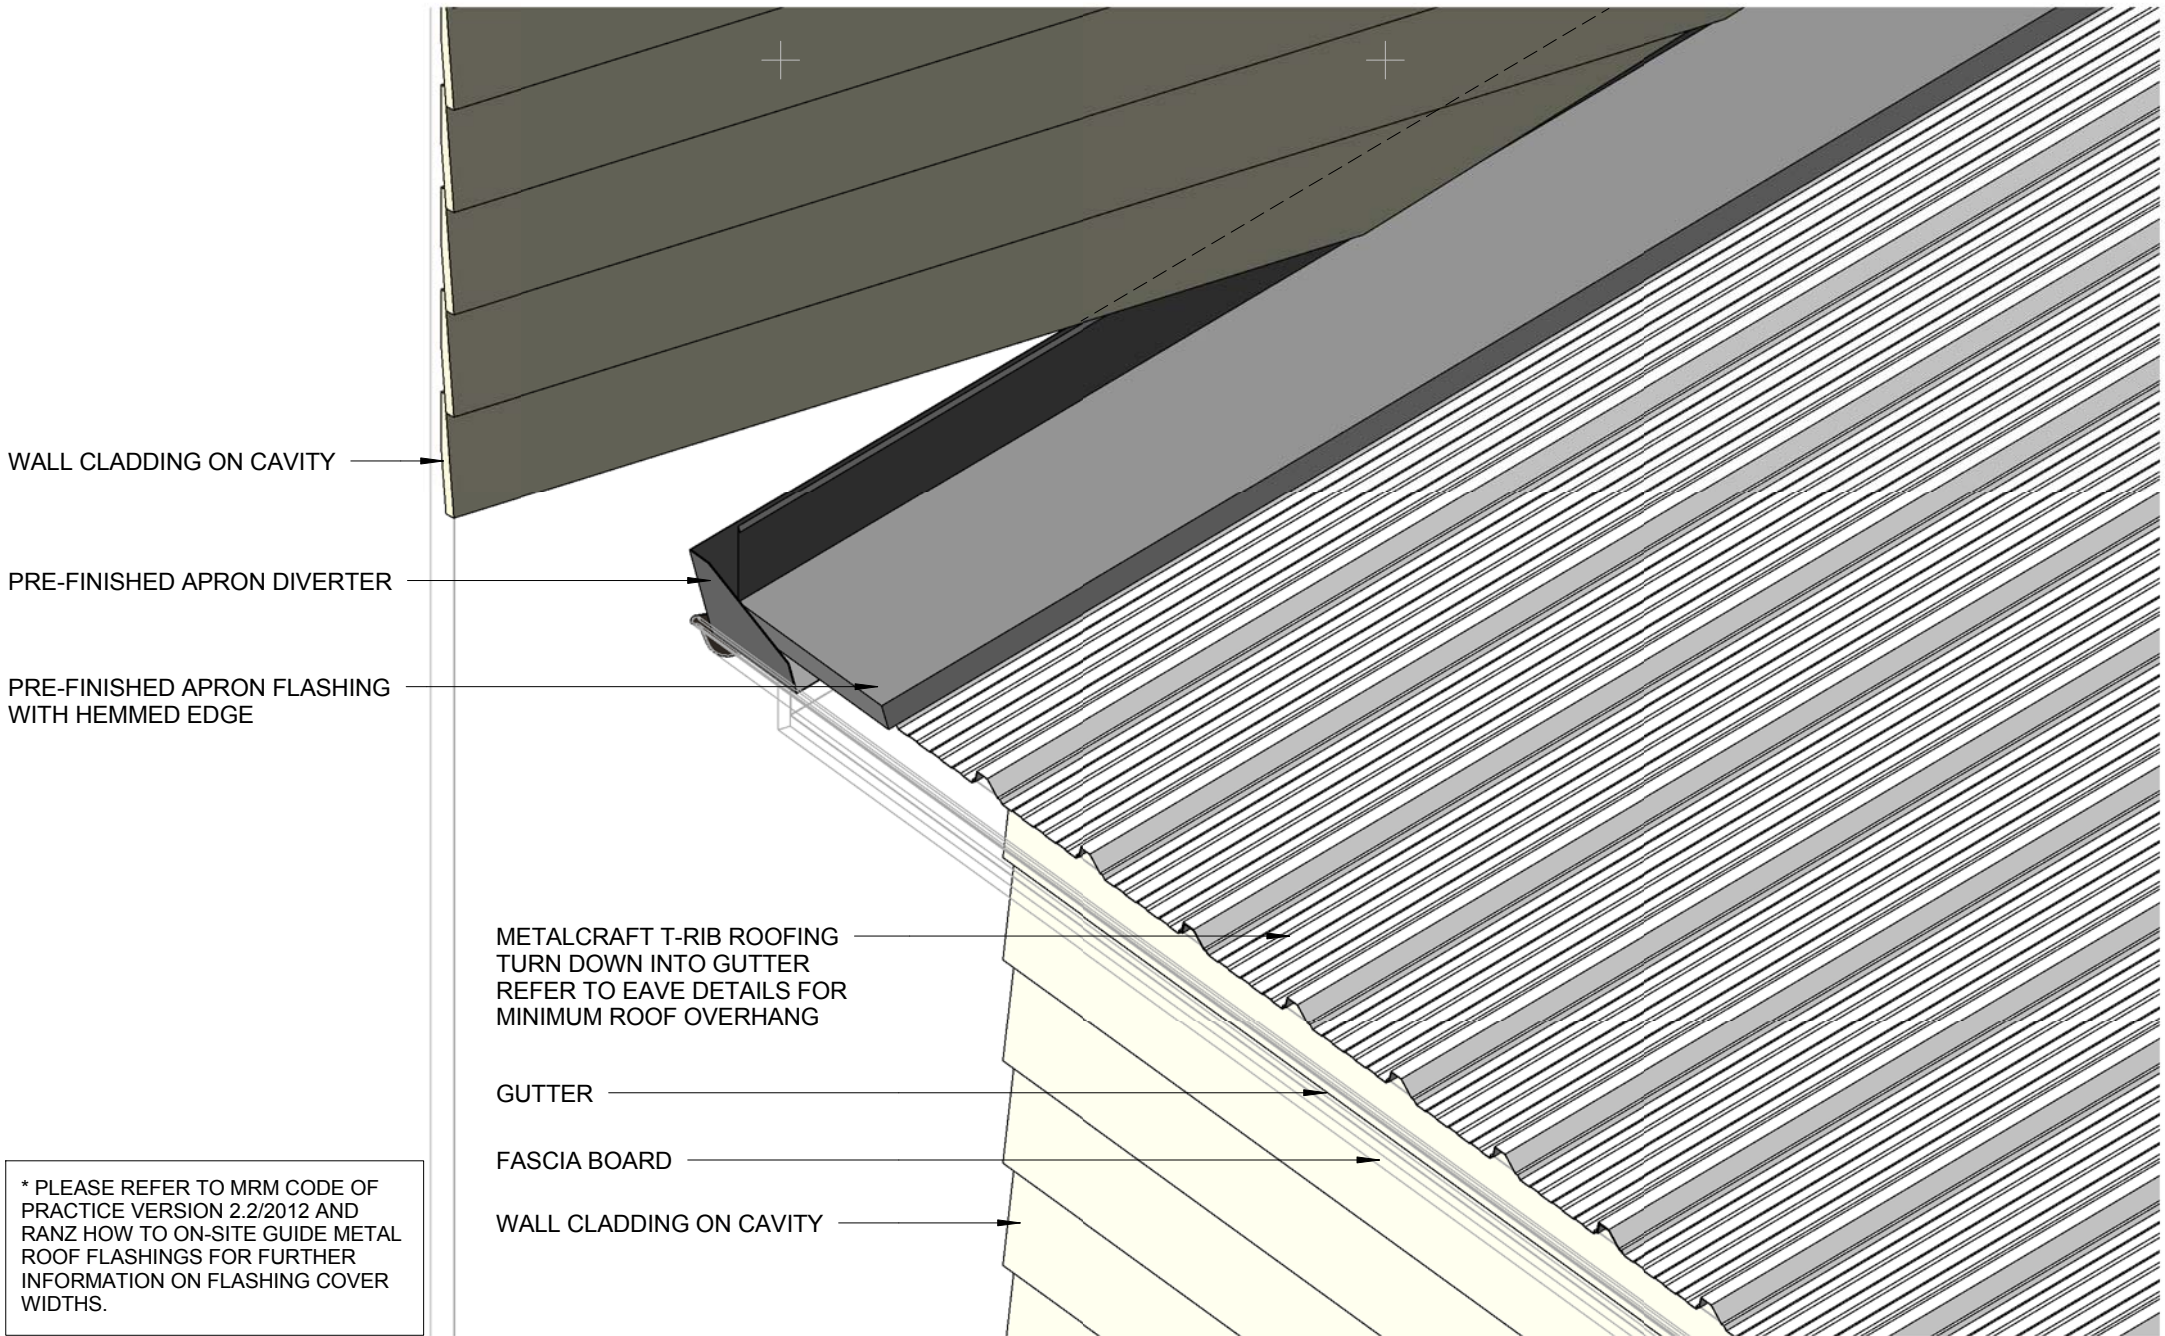 WALL CLADDING ON CAVITY
PRE-FINISHED APRON DIVERTER
PRE-FINISHED APRON FLASHING
WITH HEMMED EDGE
METALCRAFT T-RIB ROOFING
TURN DOWN INTO GUTTER
REFER TO EAVE DETAILS FOR
MINIMUM ROOF OVERHANG
GUTTER
FASCIA BOARD
WALL CLADDING ON CAVITY
* PLEASE REFER TO MRM CODE OF
PRACTICE VERSION 2.2/2012 AND
RANZ HOW TO ON-SITE GUIDE METAL
ROOF FLASHINGS FOR FURTHER
INFORMATION ON FLASHING COVER
WIDTHS.